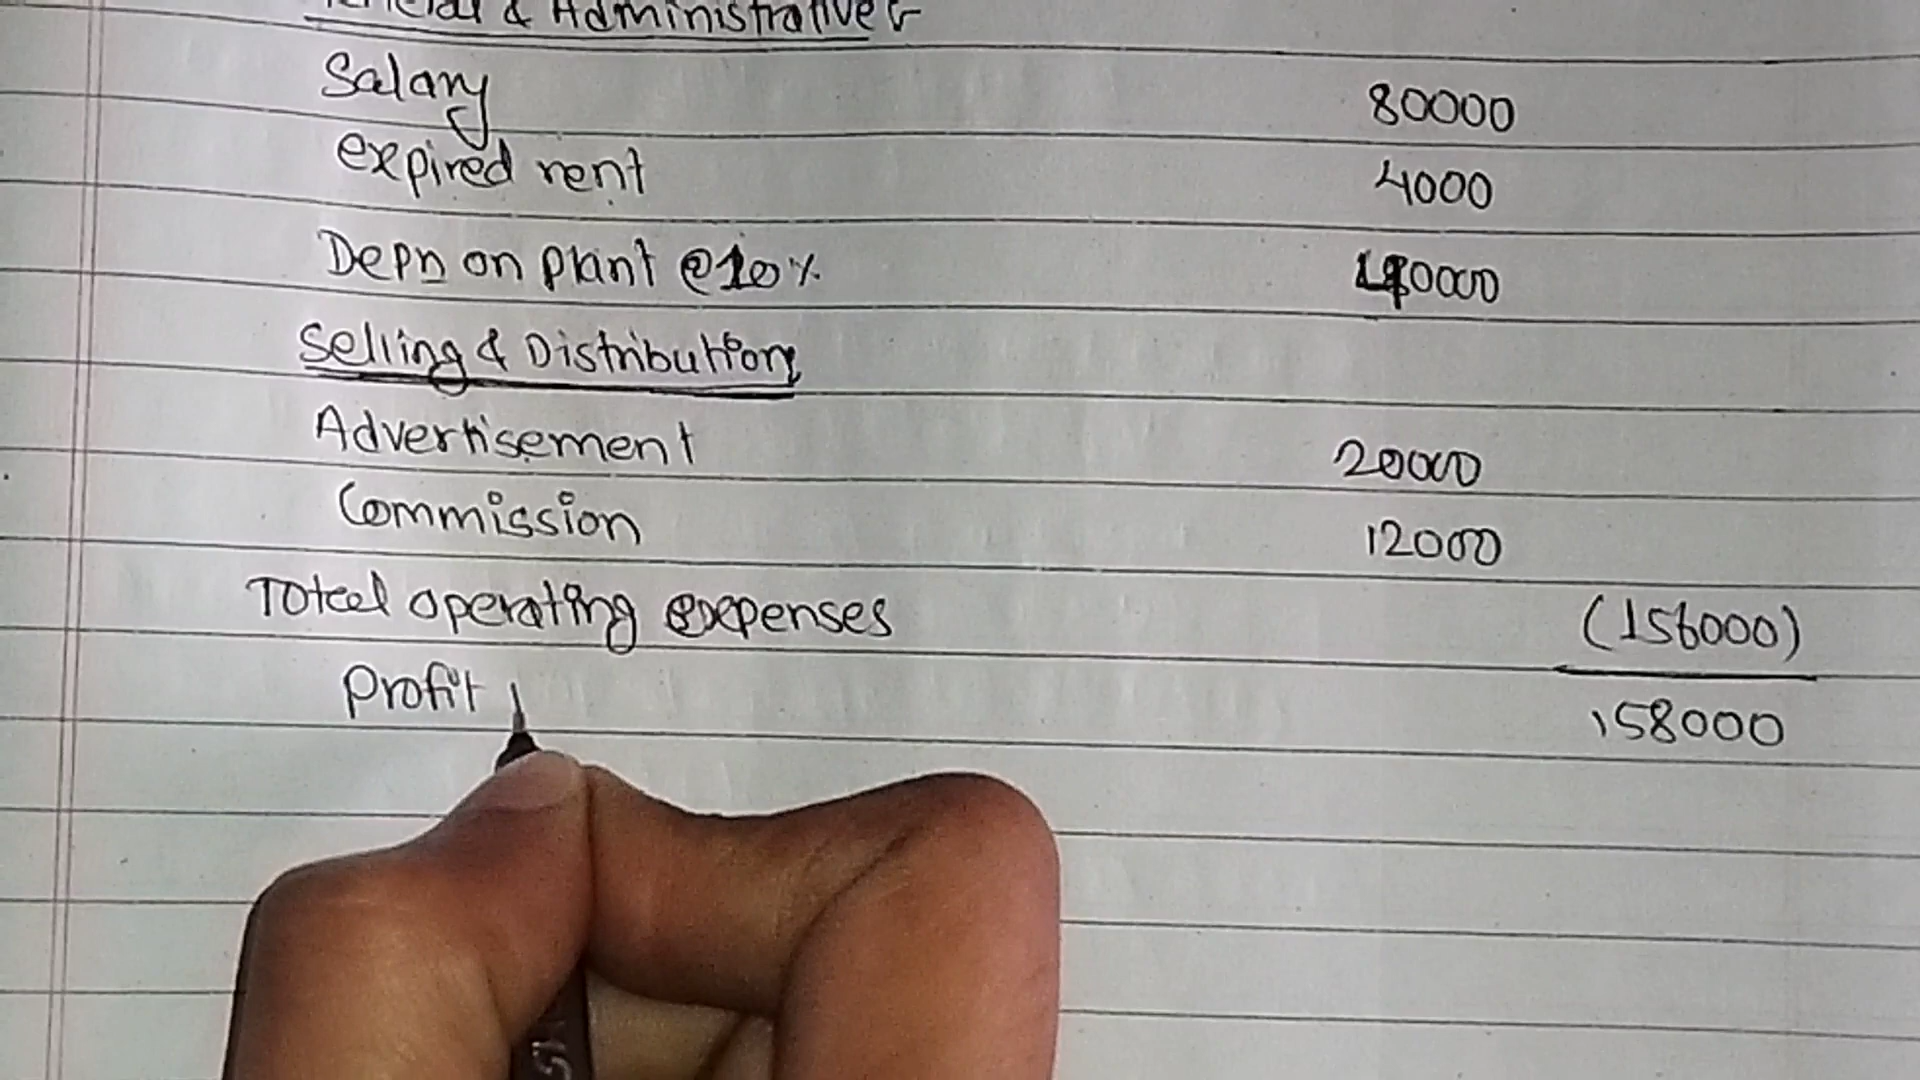 & Administrative:-
Salary 80000
expired rent 4000
Depn on plant @10% 40000
Selling & Distribution
Advertisement 20000
Commission 12000
Total operating expenses (156000)
Profit 158000